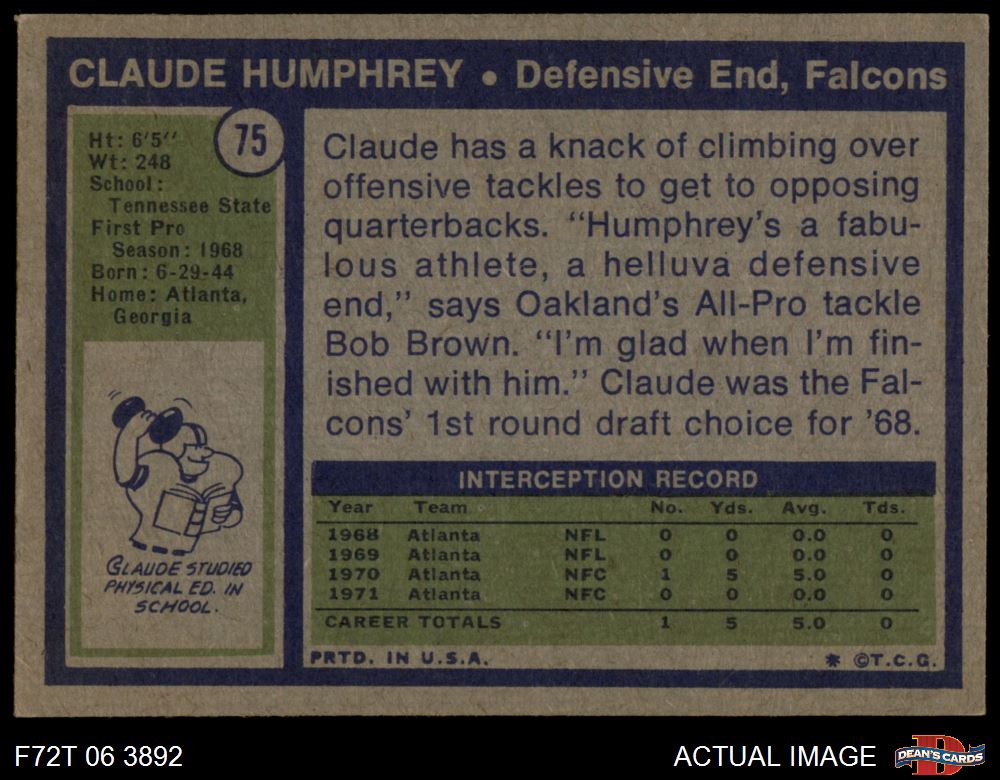 CLAUDE HUMPHREY • Defensive End, Falcons
75
Ht: 6'5''
Wt: 248
School:
Tennessee State
First Pro
Season: 1968
Born: 6-29-44
Home: Atlanta,
Georgia
CLAUDE STUDIED
PHYSICAL ED. IN
SCHOOL.
Claude has a knack of climbing over
offensive tackles to get to opposing
quarterbacks. "Humphrey's a fabu-
lous athlete, a helluva defensive
end," says Oakland's All-Pro tackle
Bob Brown. "I'm glad when I'm fin-
ished with him." Claude was the Fal-
cons' 1st round draft choice for '68.
INTERCEPTION RECORD
Year Team No. Yds. Avg. Tds.
1968 Atlanta NFL 0 0 0.0 0
1969 Atlanta NFL 0 0 0.0 0
1970 Atlanta NFC 1 5 5.0 0
1971 Atlanta NFC 0 0 0.0 0
CAREER TOTALS 1 5 5.0 0
PRTD. IN U.S.A. * ©T.C.G.
F72T 06 3892 ACTUAL IMAGE
D
DEAN'S CARDS